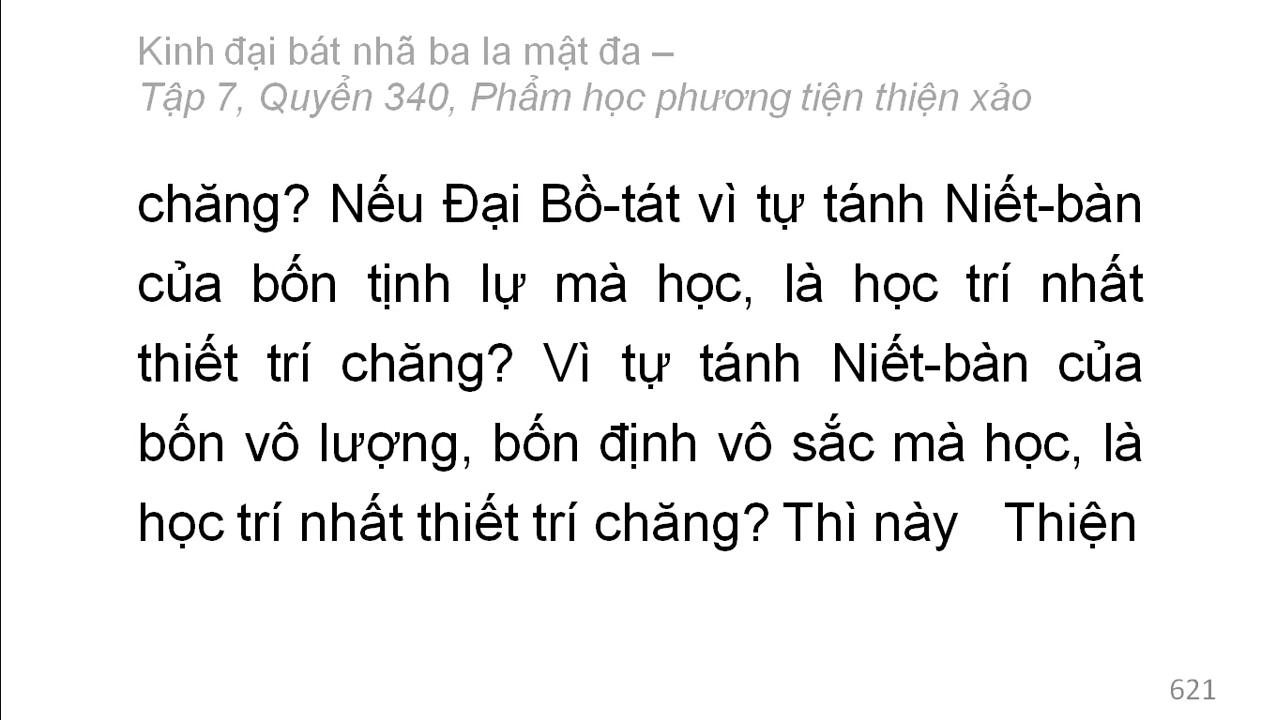 Kinh đại bát nhã ba la mật đa –
Tập 7, Quyển 340, Phẩm học phương tiện thiện xảo
chăng? Nếu Đại Bồ-tát vì tự tánh Niết-bàn
của bốn tịnh lự mà học, là học trí nhất
thiết trí chăng? Vì tự tánh Niết-bàn của
bốn vô lượng, bốn định vô sắc mà học, là
học trí nhất thiết trí chăng? Thì này Thiện
621